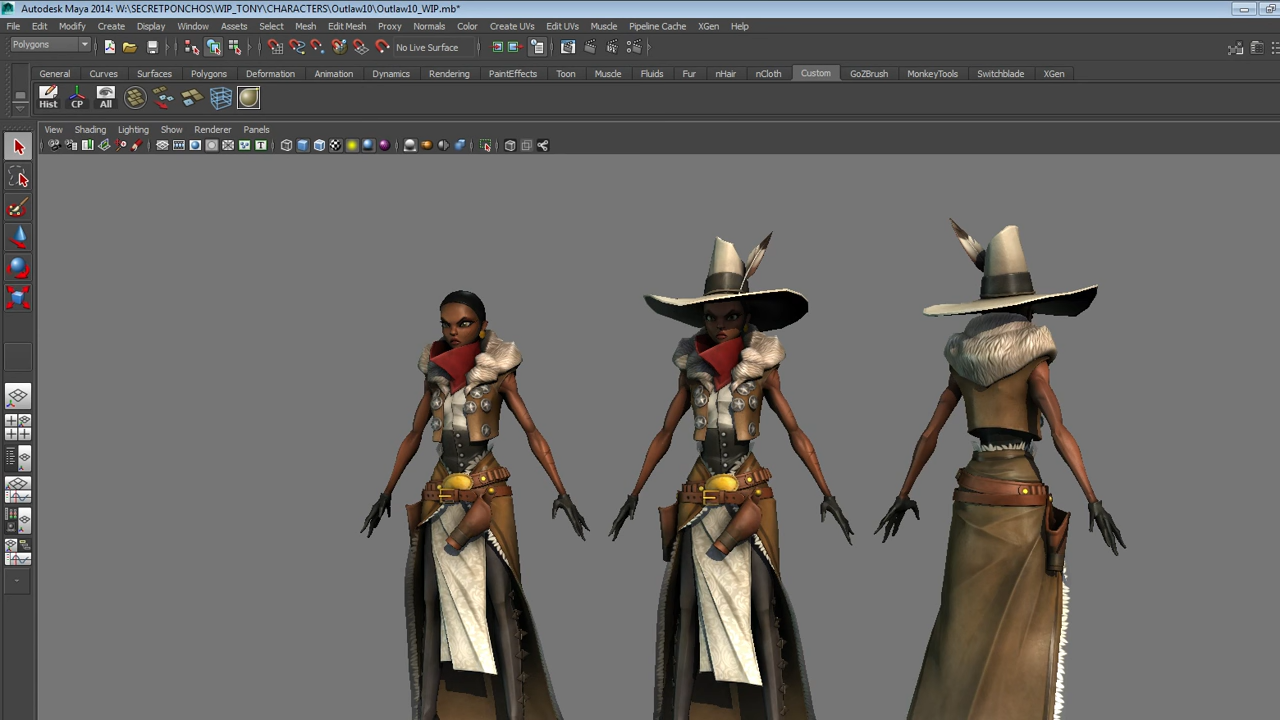 Autodesk Maya 2014: W:\SECRETPONCHOS\WIP_TONY\CHARACTERS\Outlaw10\Outlaw10_WIP.mb*
File Edit Modify Create Display Window Assets Select Mesh Edit Mesh Proxy Normals Color Create UVs Edit UVs Muscle Pipeline Cache XGen Help
Polygons No Live Surface
General Curves Surfaces Polygons Deformation Animation Dynamics Rendering PaintEffects Toon Muscle Fluids Fur nHair nCloth Custom GoZBrush MonkeyTools Switchblade XGen
Hist CP All
View Shading Lighting Show Renderer Panels